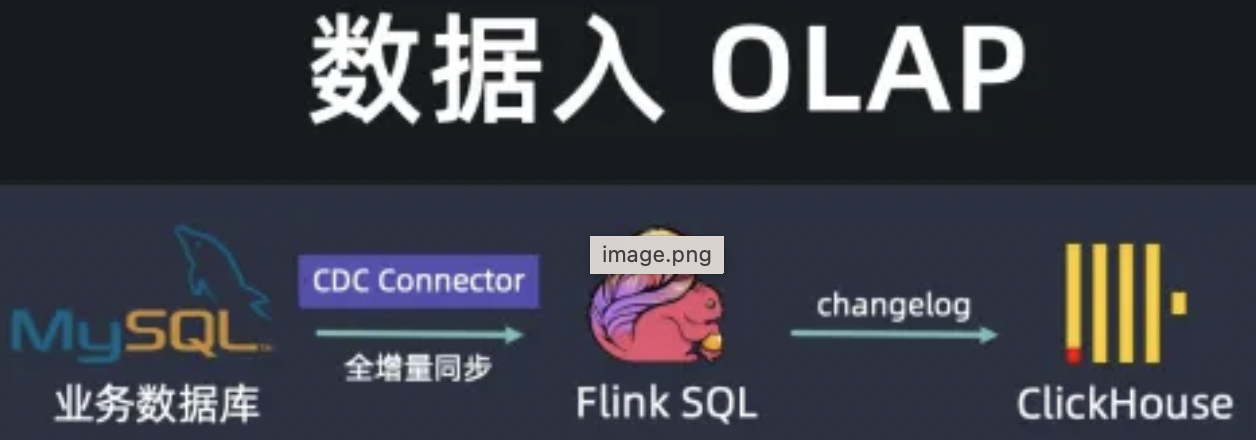 数据入 OLAP
MySQL™
业务数据库
CDC Connector
全增量同步
image.png
Flink SQL
changelog
ClickHouse